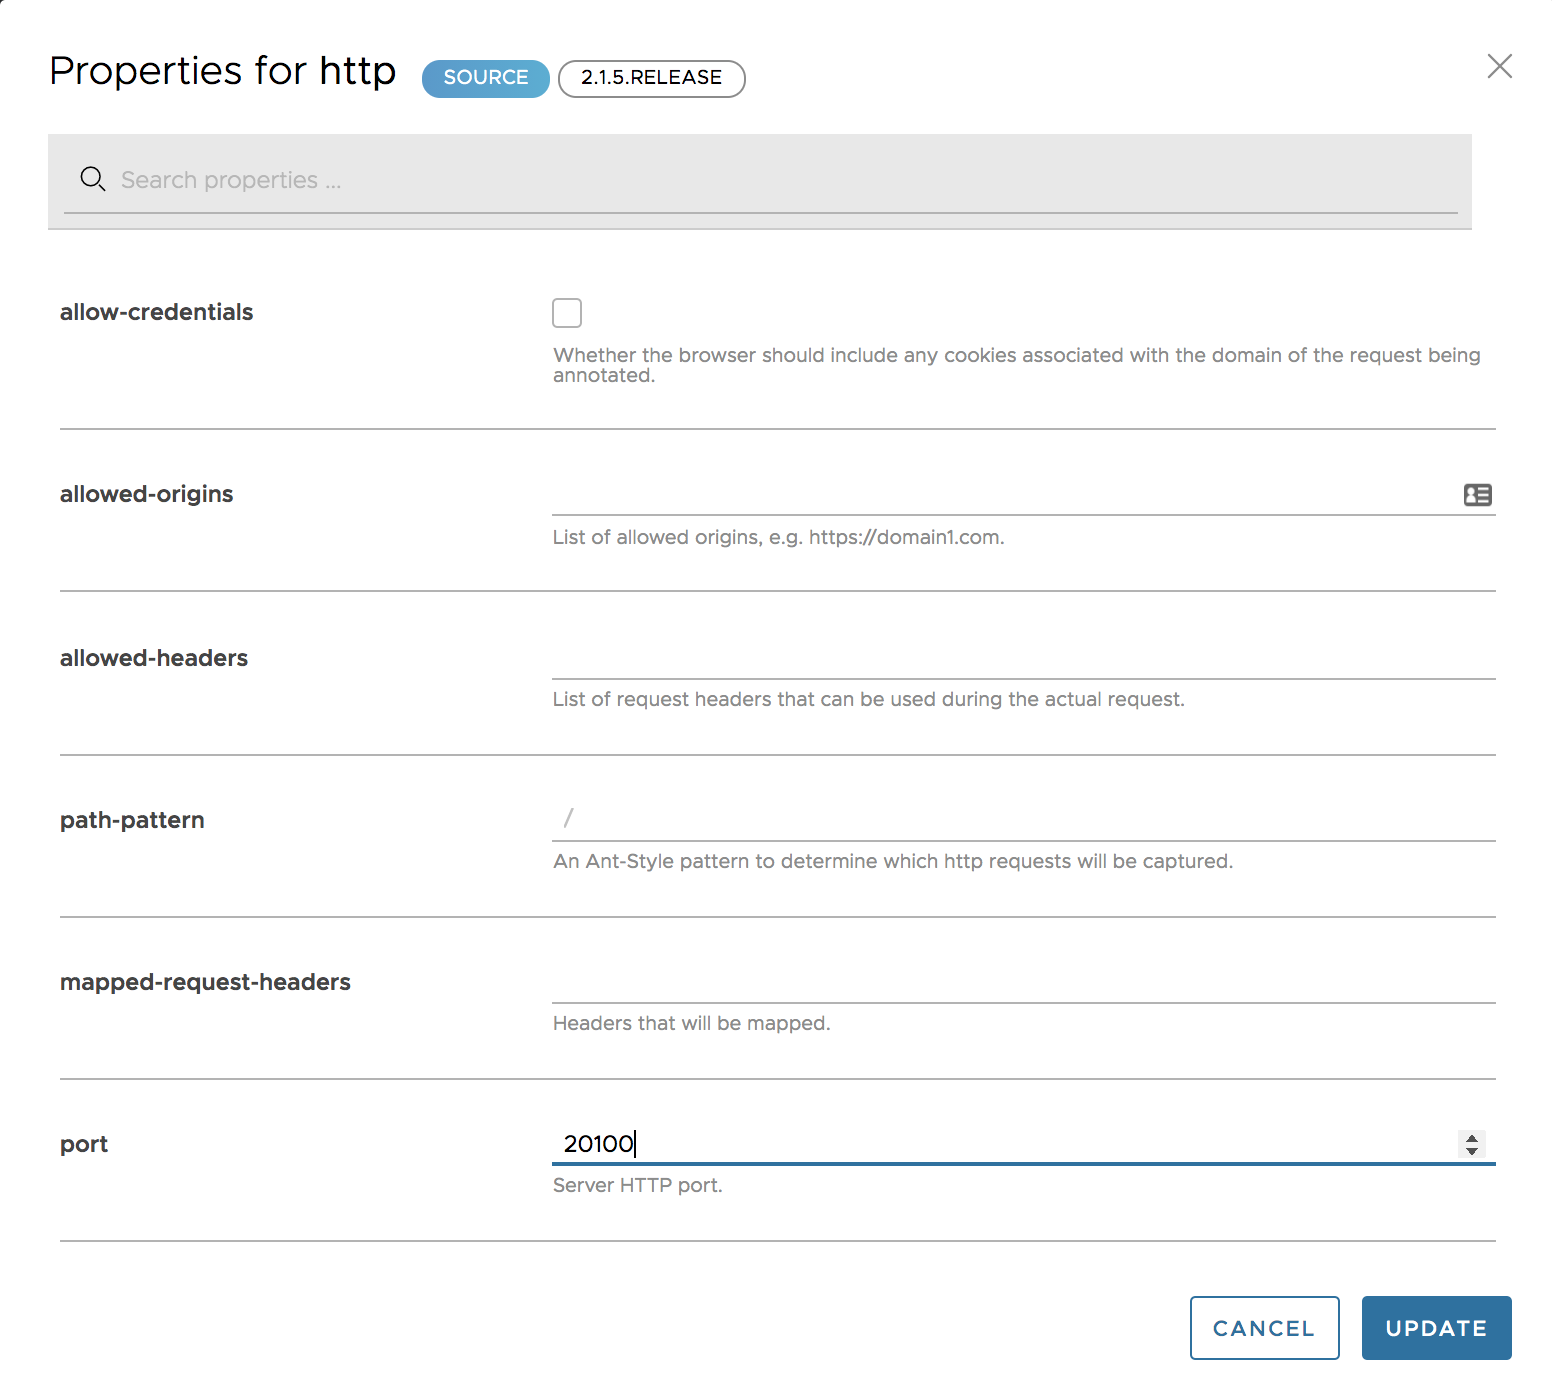 Properties for http SOURCE 2.1.5.RELEASE
Search properties ...
allow-credentials
Whether the browser should include any cookies associated with the domain of the request being
annotated.
allowed-origins
List of allowed origins, e.g. https://domain1.com.
allowed-headers
List of request headers that can be used during the actual request.
path-pattern
/
An Ant-Style pattern to determine which http requests will be captured.
mapped-request-headers
Headers that will be mapped.
port
20100
Server HTTP port.
CANCEL UPDATE